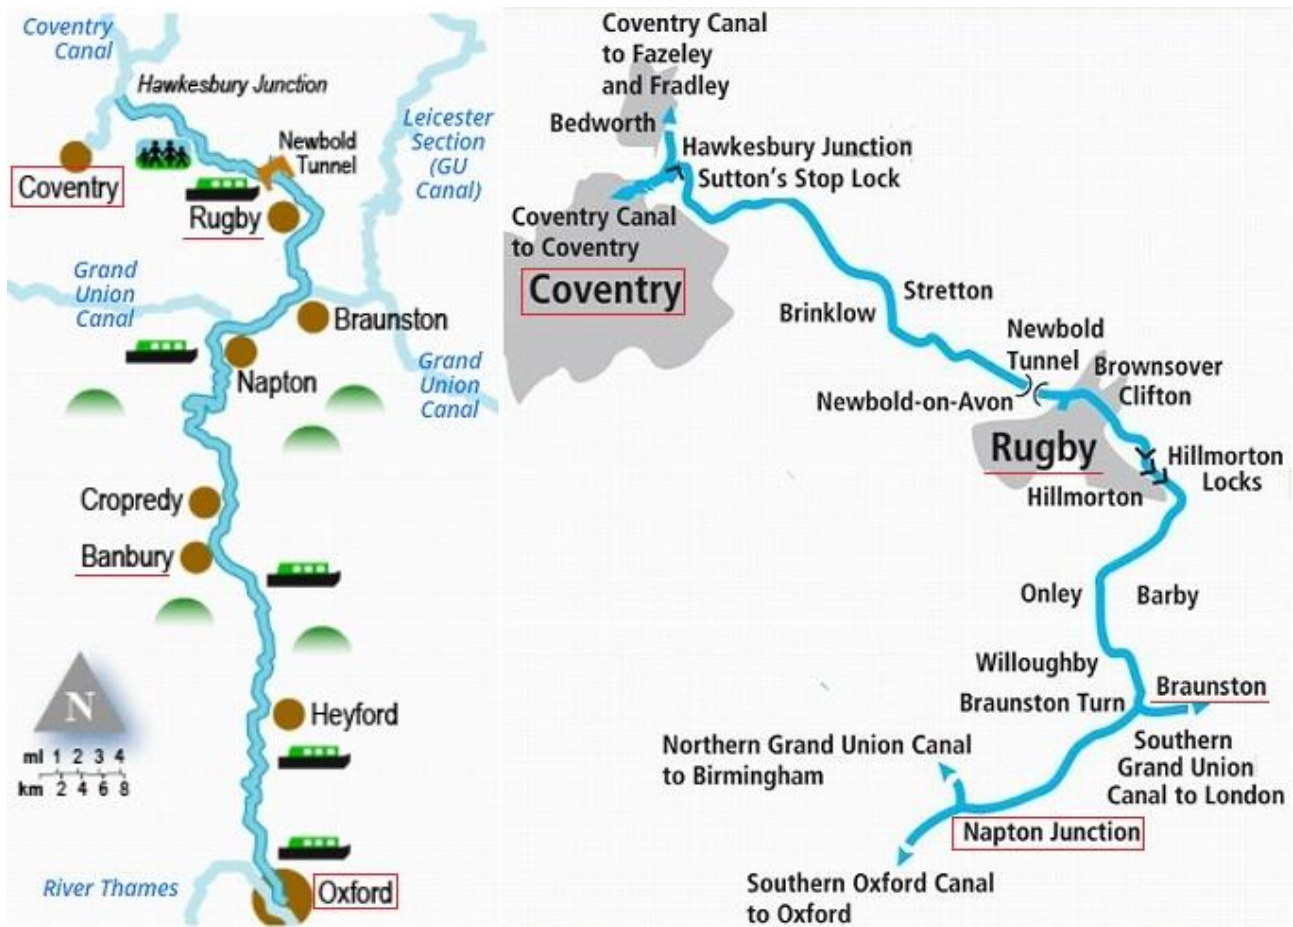 Coventry
Canal
Hawkesbury Junction
Leicester
Section
(GU
Canal)
Newbold
Tunnel
Coventry
Rugby
Grand
Union
Canal
Braunston
Napton
Grand
Union
Canal
Cropredy
Banbury
N
ml 1 2 3 4
km 2 4 6 8
Heyford
River Thames
Oxford
Coventry Canal
to Fazeley
and Fradley
Bedworth
Hawkesbury Junction
Sutton's Stop Lock
Coventry Canal
to Coventry
Coventry
Stretton
Brinklow
Newbold
Tunnel
Brownsover
Clifton
Newbold-on-Avon
Rugby
Hillmorton
Locks
Hillmorton
Onley
Barby
Willoughby
Braunston Turn
Braunston
Northern Grand Union Canal
to Birmingham
Southern
Grand Union
Canal to London
Napton Junction
Southern Oxford Canal
to Oxford